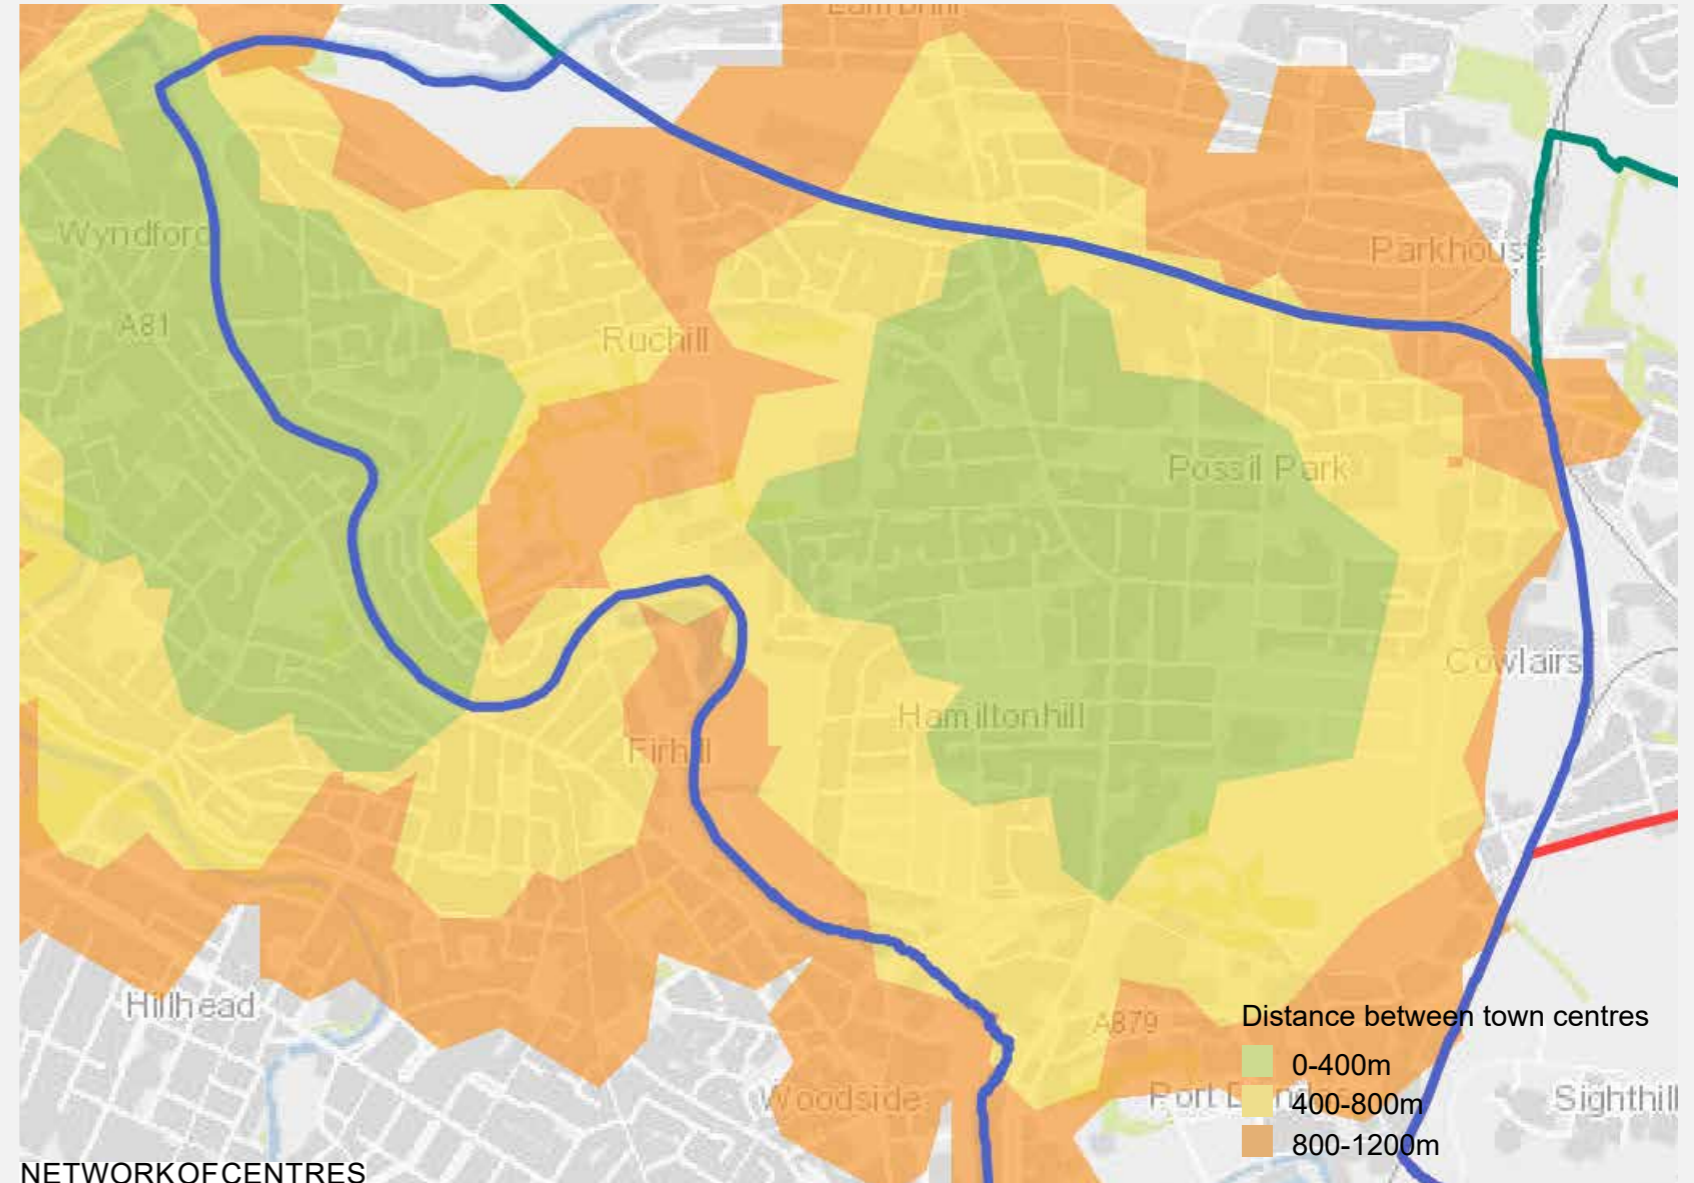 Wyndford
Parkhouse
A81
Ruchill
Possil Park
Cowlairs
Hamiltonhill
Firhill
Hillhead
Distance between town centres
A879
0-400m
Woodside
400-800m
Sighthill
800-1200m
NETWORKOFCENTRES